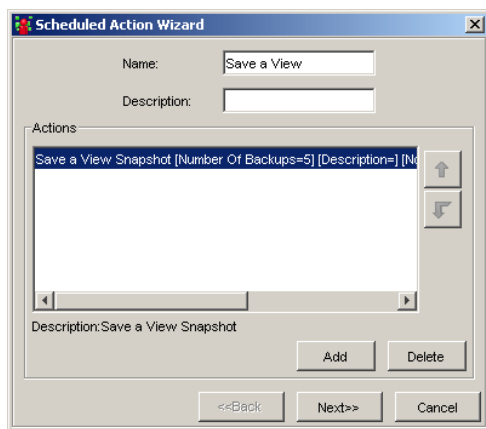 Scheduled Action Wizard
Name: Save a View
Description:
Actions
Save a View Snapshot [Number Of Backups=5] [Description=] [No
Description:Save a View Snapshot
Add Delete
<<Back Next>> Cancel